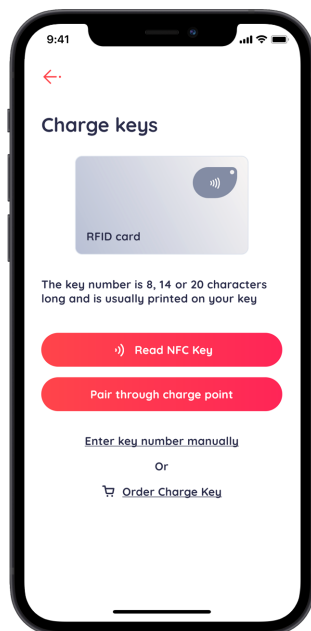 9:41
Charge keys
RFID card
The key number is 8, 14 or 20 characters
long and is usually printed on your key
Read NFC Key
Pair through charge point
Enter key number manually
Or
Order Charge Key